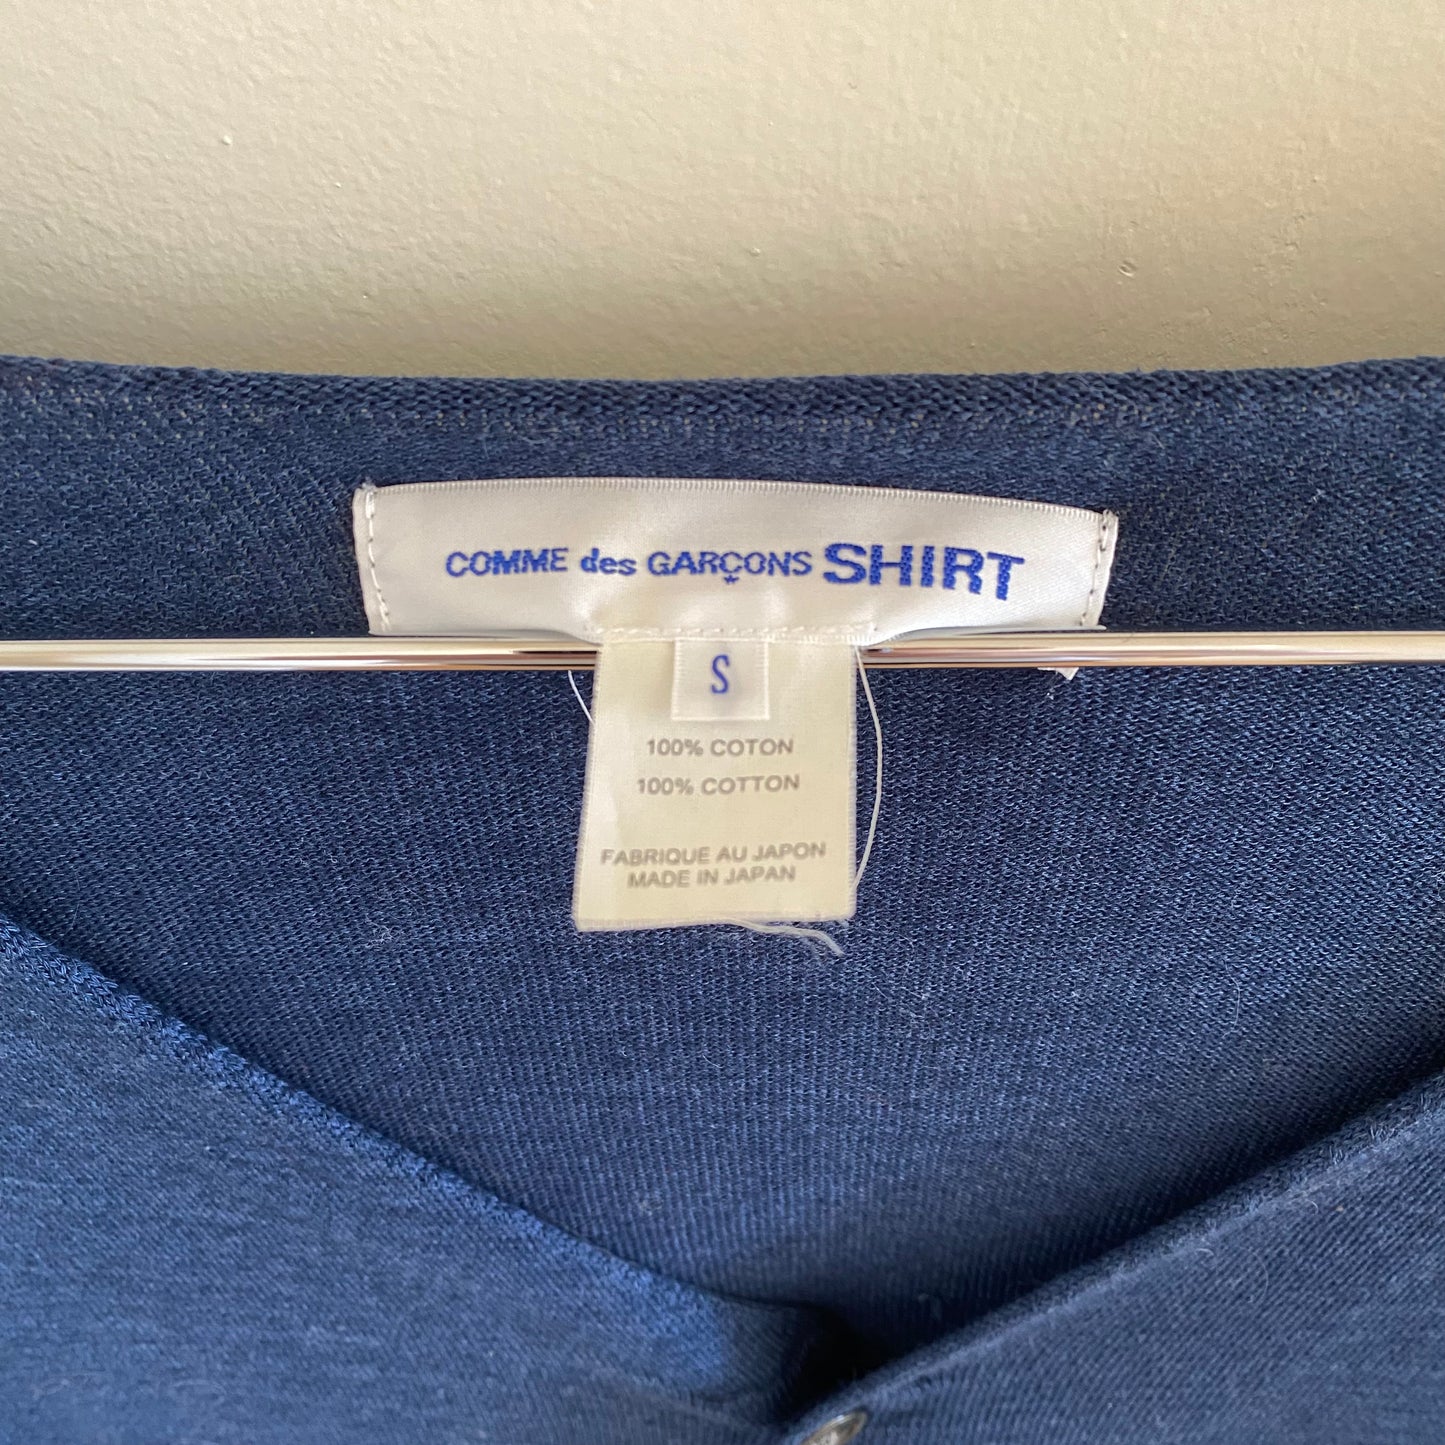 COMME des GARÇONS SHIRT
S
100% COTON
100% COTTON
FABRIQUE AU JAPON
MADE IN JAPAN